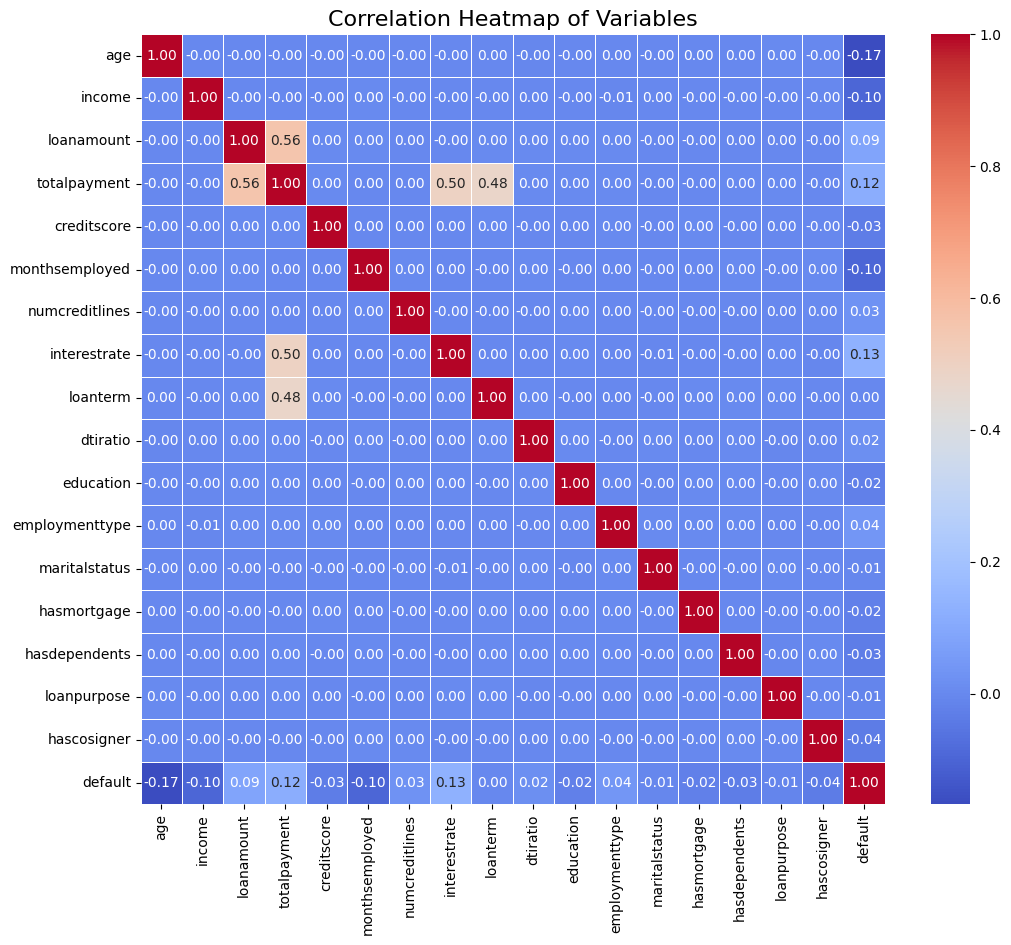 Correlation Heatmap of Variables
age 1.00 -0.00 -0.00 -0.00 -0.00 -0.00 -0.00 -0.00 0.00 -0.00 -0.00 0.00 -0.00 0.00 0.00 0.00 -0.00 -0.17
income -0.00 1.00 -0.00 -0.00 -0.00 0.00 -0.00 -0.00 -0.00 0.00 -0.00 -0.01 0.00 -0.00 0.00 -0.00 -0.00 -0.10
loanamount -0.00 -0.00 1.00 0.56 0.00 0.00 0.00 -0.00 0.00 0.00 -0.00 0.00 -0.00 -0.00 -0.00 0.00 -0.00 0.09
totalpayment -0.00 -0.00 0.56 1.00 0.00 0.00 0.00 0.50 0.48 0.00 0.00 0.00 -0.00 -0.00 0.00 0.00 -0.00 0.12
creditscore -0.00 -0.00 0.00 0.00 1.00 0.00 0.00 0.00 0.00 -0.00 0.00 0.00 0.00 0.00 -0.00 0.00 -0.00 -0.03
monthsemployed -0.00 0.00 0.00 0.00 0.00 1.00 0.00 0.00 -0.00 0.00 -0.00 0.00 0.00 -0.00 0.00 -0.00 -0.00 -0.10
numcreditlines -0.00 -0.00 0.00 0.00 0.00 0.00 1.00 -0.00 -0.00 0.00 0.00 -0.00 0.00 0.00 -0.00 0.00 0.00 0.03
interestrate -0.00 -0.00 -0.00 0.50 0.00 0.00 -0.00 1.00 0.00 0.00 0.00 0.00 -0.01 -0.00 -0.00 0.00 -0.00 0.13
loanterm 0.00 -0.00 0.00 0.48 0.00 -0.00 -0.00 0.00 1.00 0.00 -0.00 0.00 0.00 0.00 0.00 0.00 -0.00 0.00
dtiratio -0.00 0.00 0.00 0.00 -0.00 0.00 0.00 0.00 0.00 1.00 0.00 -0.00 0.00 0.00 0.00 -0.00 0.00 0.02
education -0.00 -0.00 -0.00 0.00 0.00 -0.00 0.00 0.00 -0.00 0.00 1.00 0.00 -0.00 0.00 -0.00 0.00 0.00 -0.02
employmenttype 0.00 -0.01 0.00 0.00 0.00 0.00 -0.00 0.00 0.00 -0.00 0.00 1.00 0.00 0.00 0.00 0.00 -0.00 0.04
maritalstatus -0.00 0.00 -0.00 -0.00 0.00 0.00 0.00 -0.01 0.00 0.00 -0.00 0.00 1.00 -0.00 0.00 -0.00 0.00 -0.01
hasmortgage 0.00 -0.00 -0.00 -0.00 0.00 -0.00 0.00 -0.00 0.00 0.00 0.00 0.00 -0.00 1.00 0.00 -0.00 -0.00 -0.02
hasdependents 0.00 0.00 -0.00 0.00 -0.00 0.00 -0.00 -0.00 0.00 0.00 -0.00 0.00 0.00 0.00 1.00 -0.00 0.00 -0.03
loanpurpose 0.00 -0.00 0.00 0.00 0.00 -0.00 0.00 0.00 0.00 -0.00 0.00 0.00 -0.00 -0.00 -0.00 1.00 -0.00 -0.01
hascosigner -0.00 -0.00 -0.00 -0.00 -0.00 -0.00 0.00 -0.00 -0.00 0.00 0.00 -0.00 0.00 -0.00 0.00 -0.00 1.00 -0.04
default -0.17 -0.10 0.09 0.12 -0.03 -0.10 0.03 0.13 0.00 0.02 -0.02 0.04 -0.01 -0.02 -0.03 -0.01 -0.04 1.00
age income loanamount totalpayment creditscore monthsemployed numcreditlines interestrate loanterm dtiratio education employmenttype maritalstatus hasmortgage hasdependents loanpurpose hascosigner default
1.0
0.8
0.6
0.4
0.2
0.0